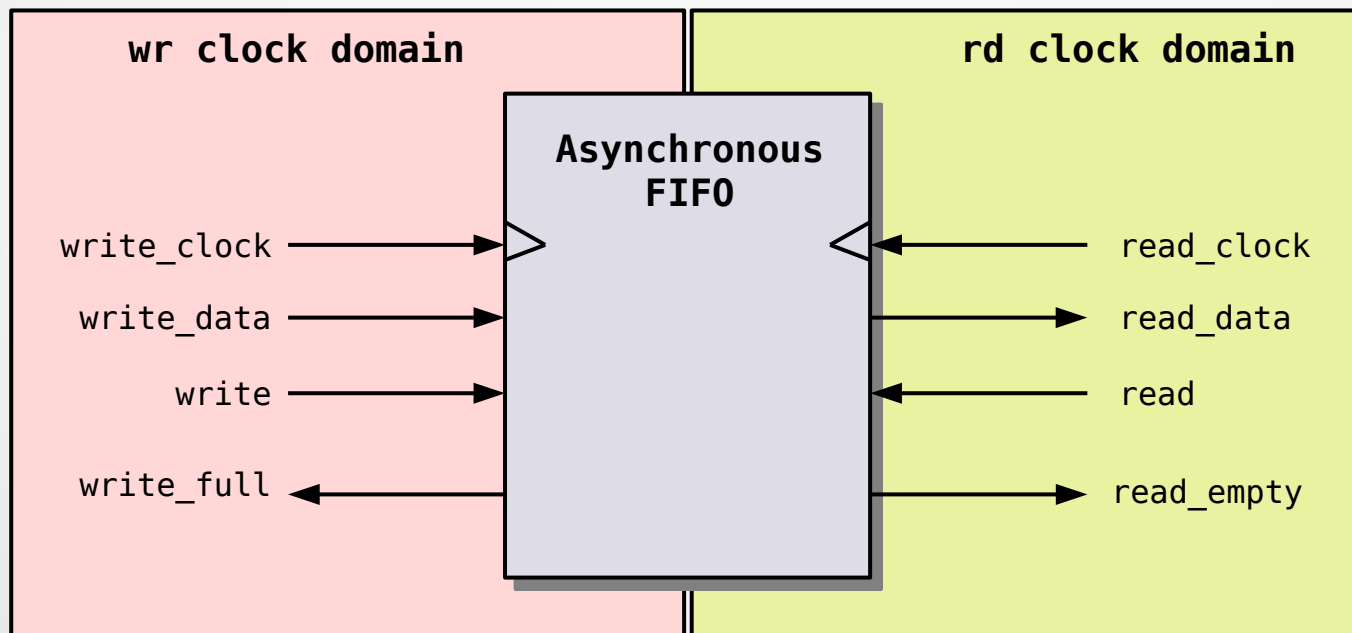 wr clock domain
rd clock domain
Asynchronous
FIFO
write_clock
read_clock
write_data
read_data
write
read
write_full
read_empty